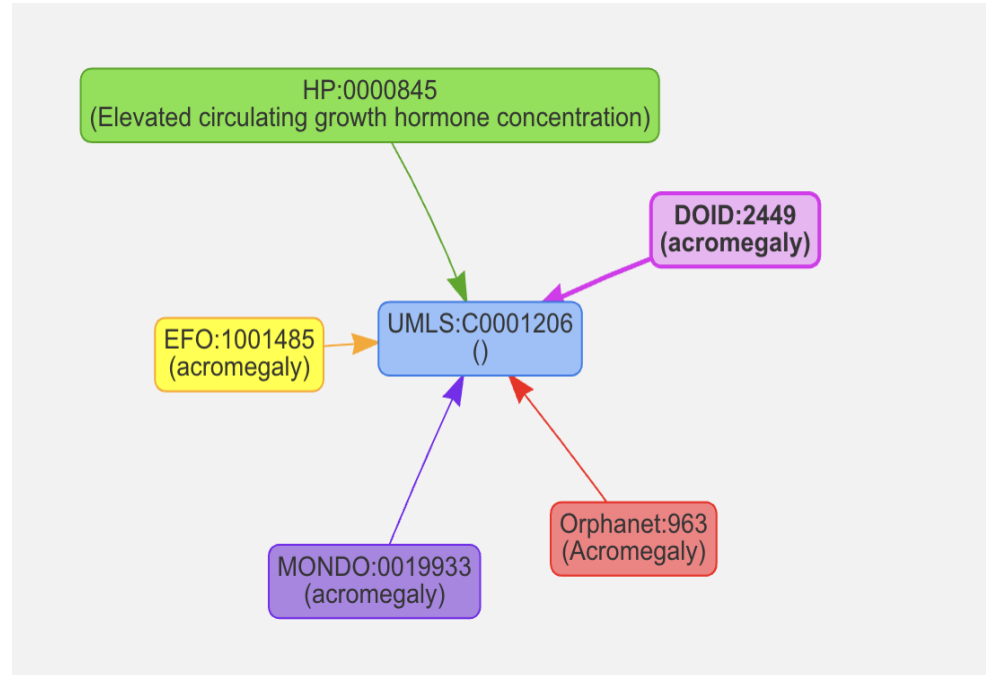 HP:0000845
(Elevated circulating growth hormone concentration)
DOID:2449
(acromegaly)
UMLS:C0001206
()
EFO:1001485
(acromegaly)
Orphanet:963
(Acromegaly)
MONDO:0019933
(acromegaly)